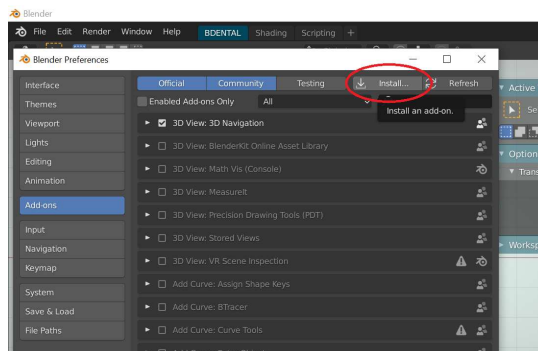 Blender
File Edit Render Window Help BDENTAL Shading Scripting +
Blender Preferences
Interface
Themes
Viewport
Lights
Editing
Animation
Add-ons
Input
Navigation
Keymap
System
Save & Load
File Paths
Official Community Testing Install... Refresh
Enabled Add-ons Only All
Install an add-on.
3D View: 3D Navigation
3D View: BlenderKit Online Asset Library
3D View: Math Vis (Console)
3D View: MeasureIt
3D View: Precision Drawing Tools (PDT)
3D View: Stored Views
3D View: VR Scene Inspection
Add Curve: Assign Shape Keys
Add Curve: BTracer
Add Curve: Curve Tools
Active
Se
Option
Trans
Worksp